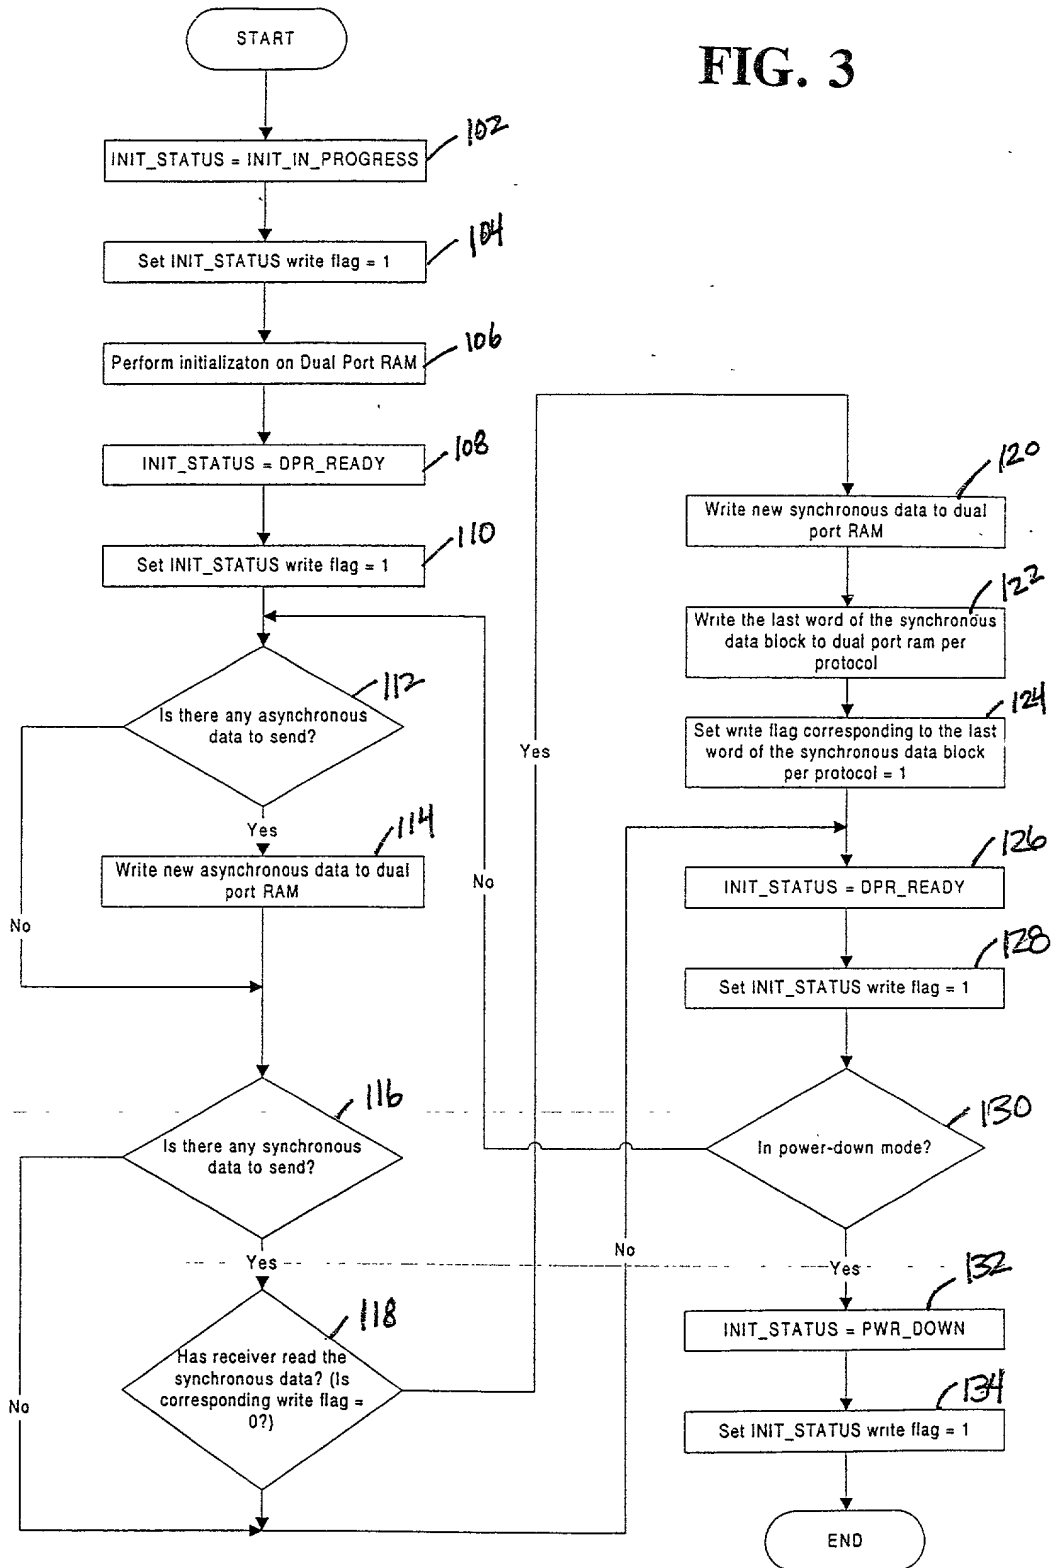 START
FIG. 3
102
INIT_STATUS = INIT_IN_PROGRESS
104
Set INIT_STATUS write flag = 1
106
Perform initializaton on Dual Port RAM
108
INIT_STATUS = DPR_READY
110
Set INIT_STATUS write flag = 1
112
Is there any asynchronous
data to send?
Yes
114
Write new asynchronous data to dual
port RAM
No
116
Is there any synchronous
data to send?
Yes
118
Has receiver read the
synchronous data? (Is
corresponding write flag =
0?)
No
Yes
No
No
120
Write new synchronous data to dual
port RAM
122
Write the last word of the synchronous
data block to dual port ram per
protocol
124
Set write flag corresponding to the last
word of the synchronous data block
per protocol = 1
126
INIT_STATUS = DPR_READY
128
Set INIT_STATUS write flag = 1
130
In power-down mode?
Yes
132
INIT_STATUS = PWR_DOWN
134
Set INIT_STATUS write flag = 1
END